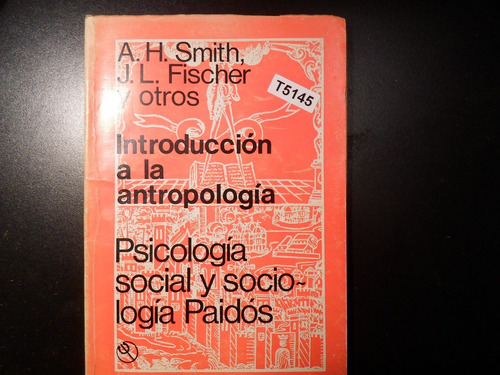 A. H. Smith,
J. L. Fischer
y otros
T5145
Introducción
a la
antropología
Psicología
social y socio~
logía Paidós